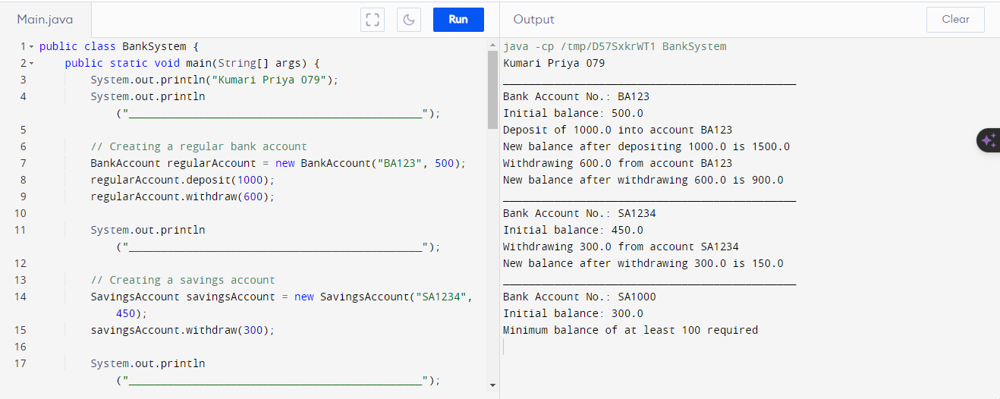 Main.java
Run
1 public class BankSystem {
2 public static void main(String[] args) {
3 System.out.println("Kumari Priya 079");
4 System.out.println
("______________________________________________");
5
6 // Creating a regular bank account
7 BankAccount regularAccount = new BankAccount("BA123", 500);
8 regularAccount.deposit(1000);
9 regularAccount.withdraw(600);
10
11 System.out.println
("______________________________________________");
12
13 // Creating a savings account
14 SavingsAccount savingsAccount = new SavingsAccount("SA1234",
450);
15 savingsAccount.withdraw(300);
16
17 System.out.println
("______________________________________________");
Output
Clear
java -cp /tmp/D57SxkrWT1 BankSystem
Kumari Priya 079
______________________________________________
Bank Account No.: BA123
Initial balance: 500.0
Deposit of 1000.0 into account BA123
New balance after depositing 1000.0 is 1500.0
Withdrawing 600.0 from account BA123
New balance after withdrawing 600.0 is 900.0
______________________________________________
Bank Account No.: SA1234
Initial balance: 450.0
Withdrawing 300.0 from account SA1234
New balance after withdrawing 300.0 is 150.0
______________________________________________
Bank Account No.: SA1000
Initial balance: 300.0
Minimum balance of at least 100 required